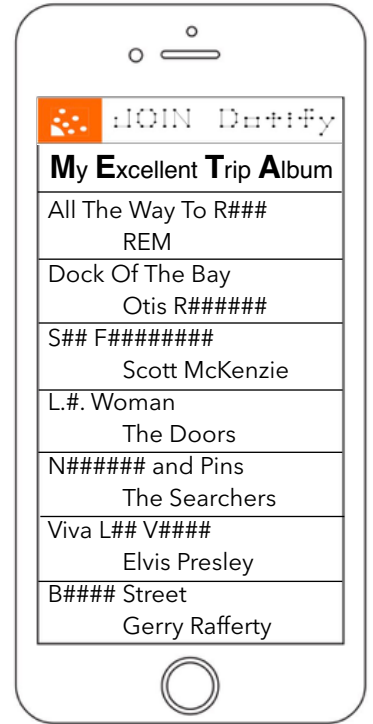 JOIN Dotify
My Excellent Trip Album
All The Way To R###
REM
Dock Of The Bay
Otis R######
S## F########
Scott McKenzie
L.#. Woman
The Doors
N###### and Pins
The Searchers
Viva L## V####
Elvis Presley
B#### Street
Gerry Rafferty